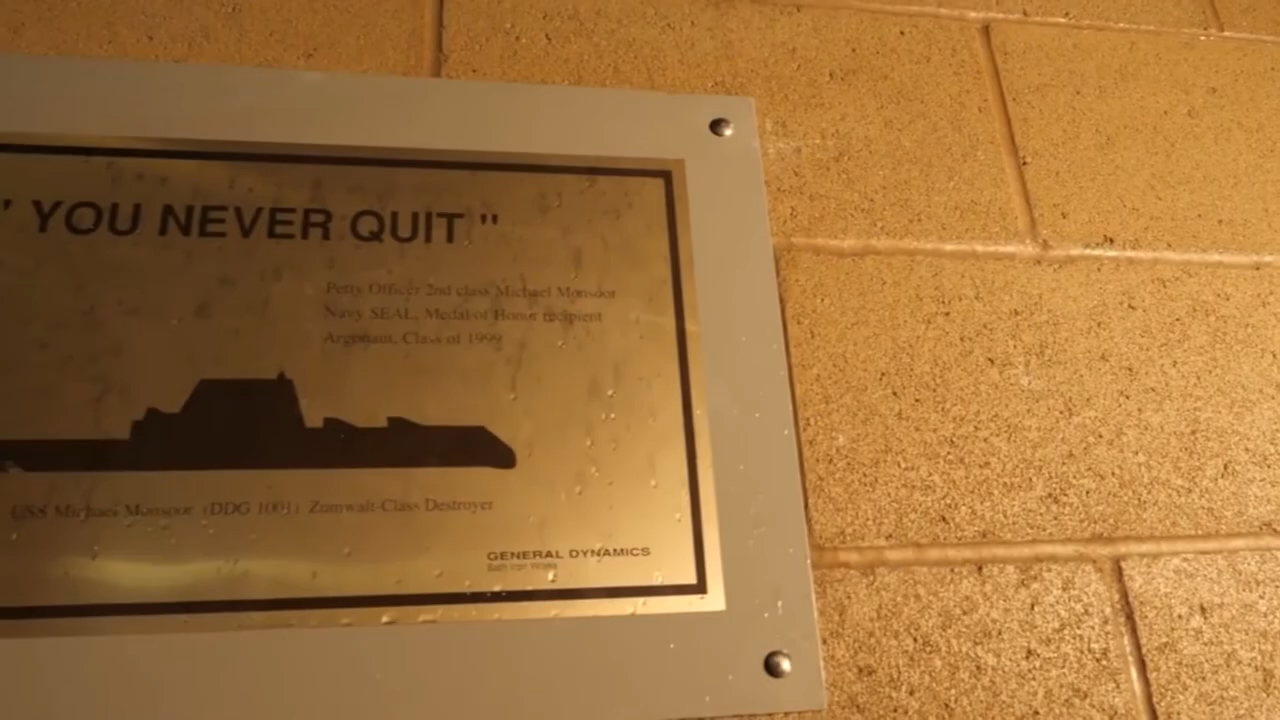 " YOU NEVER QUIT "
Petty Officer 2nd class Michael Monsoor
Navy SEAL, Medal of Honor recipient
Argonaut, Class of 1999
USS Michael Monsoor (DDG 1001) Zumwalt-Class Destroyer
GENERAL DYNAMICS
Bath Iron Works